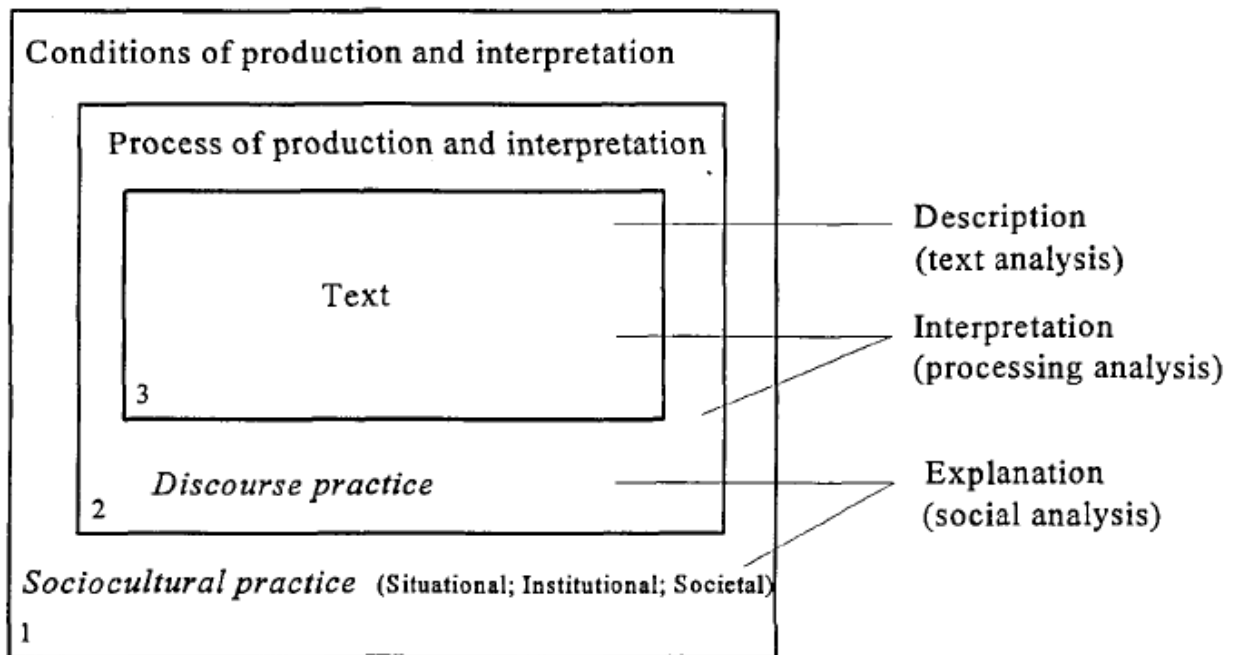 Conditions of production and interpretation
Process of production and interpretation
Text
3
Discourse practice
2
Sociocultural practice (Situational; Institutional; Societal)
1
Description
(text analysis)
Interpretation
(processing analysis)
Explanation
(social analysis)